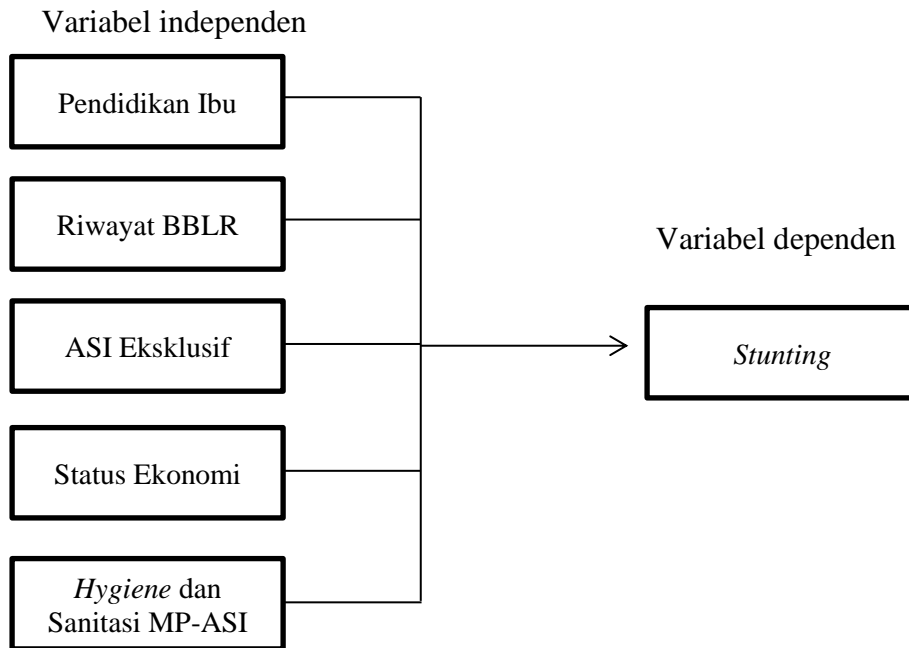 Variabel independen
Pendidikan Ibu
Riwayat BBLR
ASI Eksklusif
Status Ekonomi
Hygiene dan
Sanitasi MP-ASI
Variabel dependen
Stunting